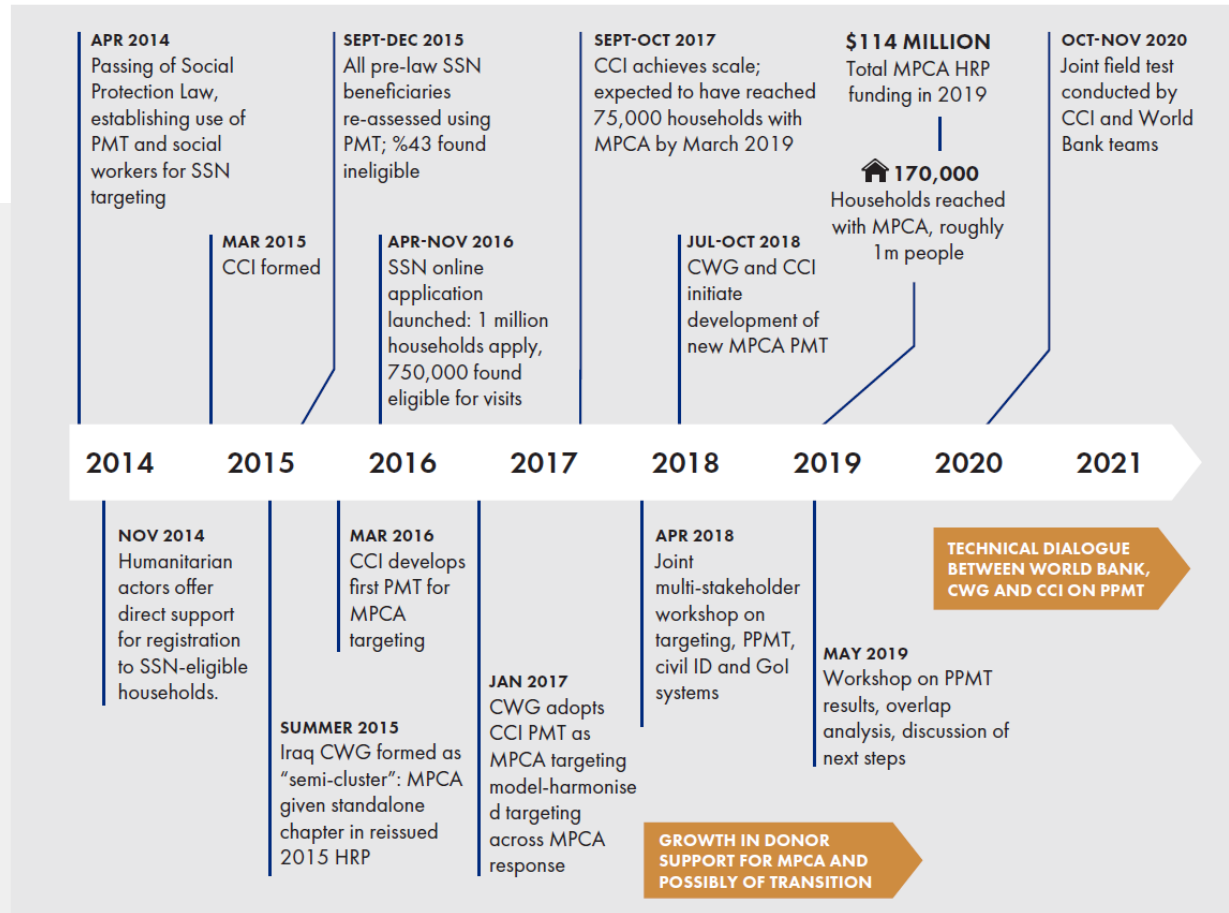 APR 2014
Passing of Social
Protection Law,
establishing use of
PMT and social
workers for SSN
targeting
MAR 2015
CCI formed
SEPT-DEC 2015
All pre-law SSN
beneficiaries
re-assessed using
PMT; %43 found
ineligible
APR-NOV 2016
SSN online
application
launched: 1 million
households apply,
750,000 found
eligible for visits
SEPT-OCT 2017
CCI achieves scale;
expected to have reached
75,000 households with
MPCA by March 2019
JUL-OCT 2018
CWG and CCI
initiate
development of
new MPCA PMT
$114 MILLION
Total MPCA HRP
funding in 2019
170,000
Households reached
with MPCA, roughly
1m people
OCT-NOV 2020
Joint field test
conducted by
CCI and World
Bank teams
2014 2015 2016 2017 2018 2019 2020 2021
NOV 2014
Humanitarian
actors offer
direct support
for registration
to SSN-eligible
households.
SUMMER 2015
Iraq CWG formed as
“semi-cluster”: MPCA
given standalone
chapter in reissued
2015 HRP
MAR 2016
CCI develops
first PMT for
MPCA
targeting
JAN 2017
CWG adopts
CCI PMT as
MPCA targeting
model-harmonise
d targeting
across MPCA
response
APR 2018
Joint
multi-stakeholder
workshop on
targeting, PPMT,
civil ID and GoI
systems
MAY 2019
Workshop on PPMT
results, overlap
analysis, discussion of
next steps
TECHNICAL DIALOGUE
BETWEEN WORLD BANK,
CWG AND CCI ON PPMT
GROWTH IN DONOR
SUPPORT FOR MPCA AND
POSSIBLY OF TRANSITION